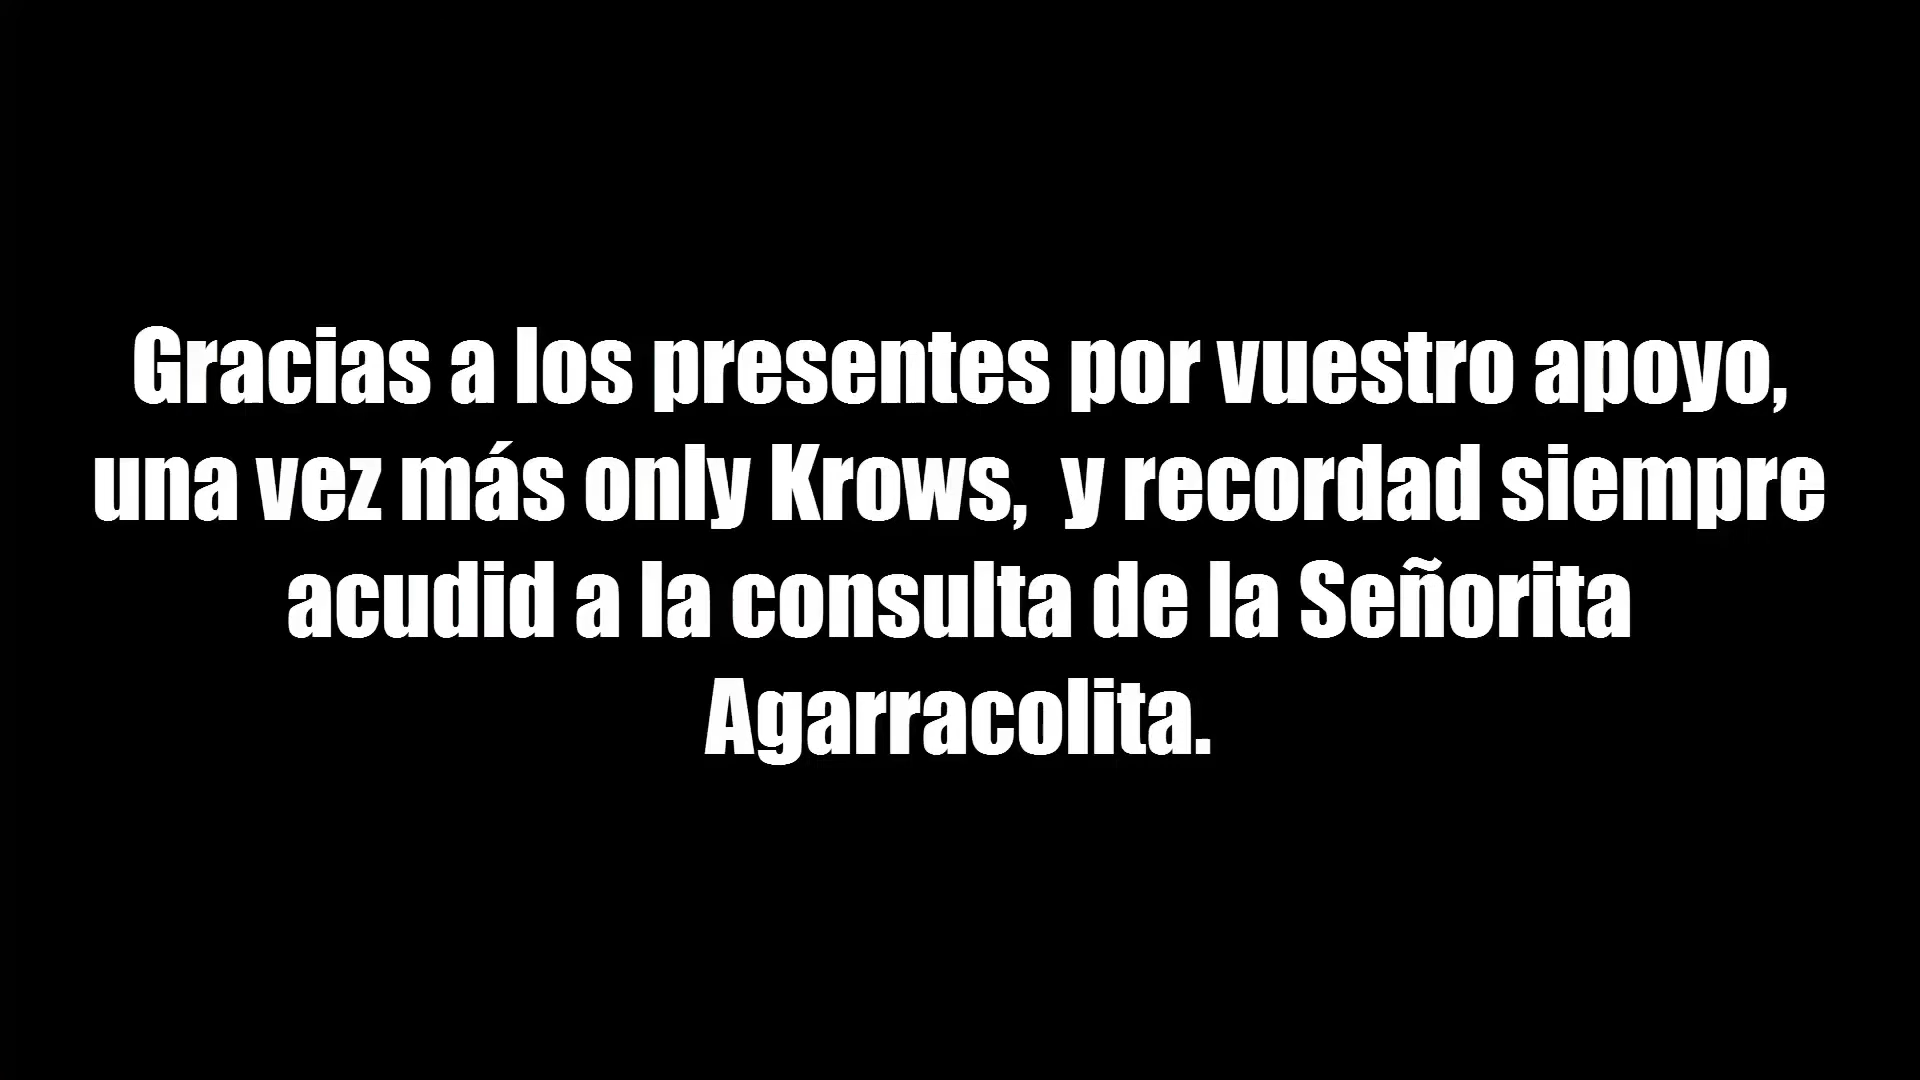 Gracias a los presentes por vuestro apoyo,
una vez más only Krows,  y recordad siempre
acudid a la consulta de la Señorita
Agarracolita.